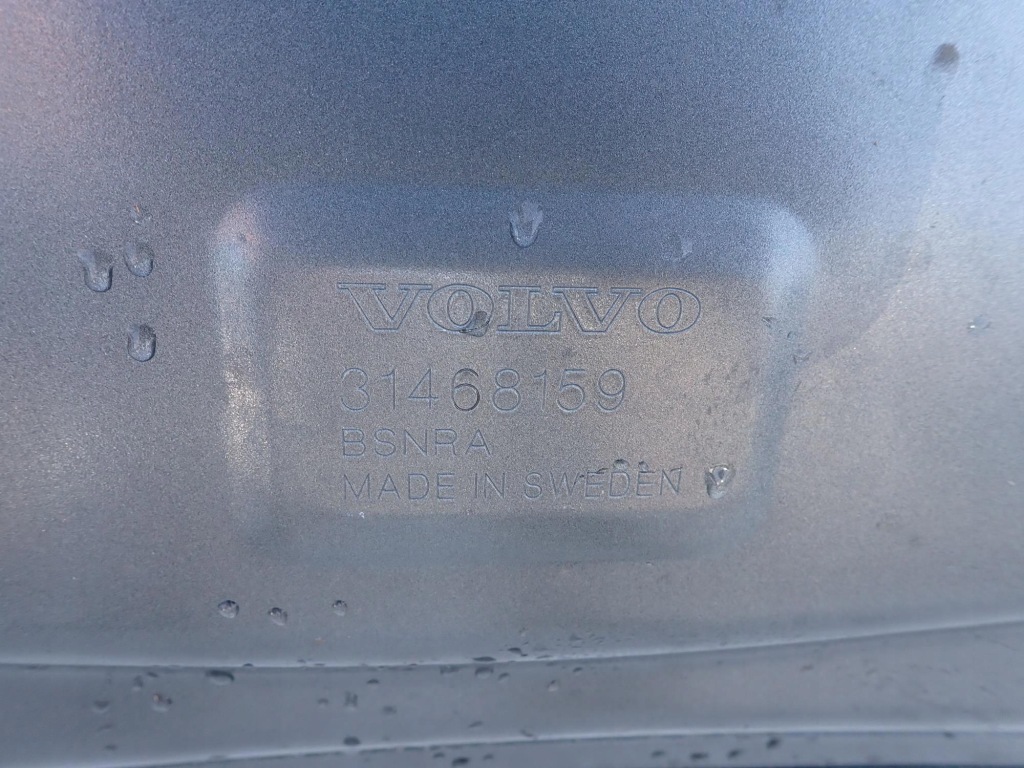 VOLVO
31468159
BSNRA
MADE IN SWEDEN